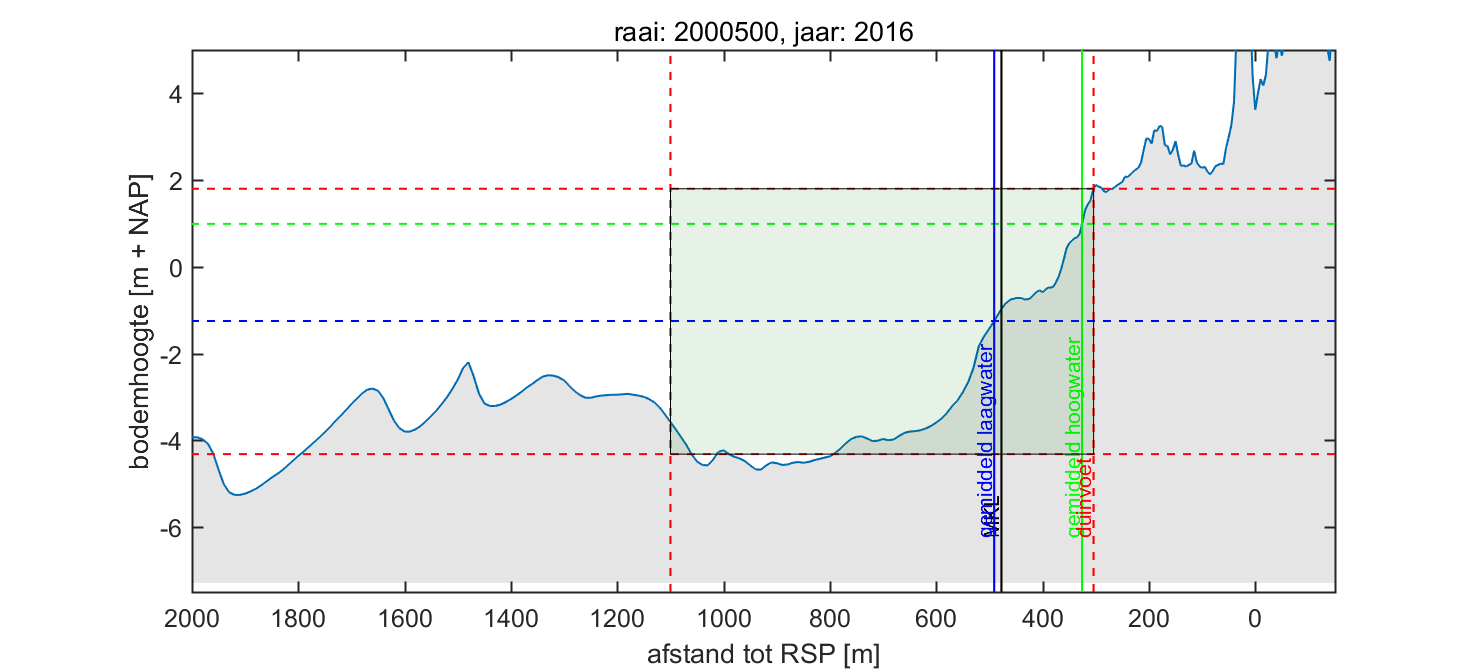 raai: 2000500, jaar: 2016
bodemhoogte [m + NAP]
4
2
0
-2
-4
-6
gemiddeld laagwater
MKL
gemiddeld hoogwater
duinvoet
2000 1800 1600 1400 1200 1000 800 600 400 200 0
afstand tot RSP [m]